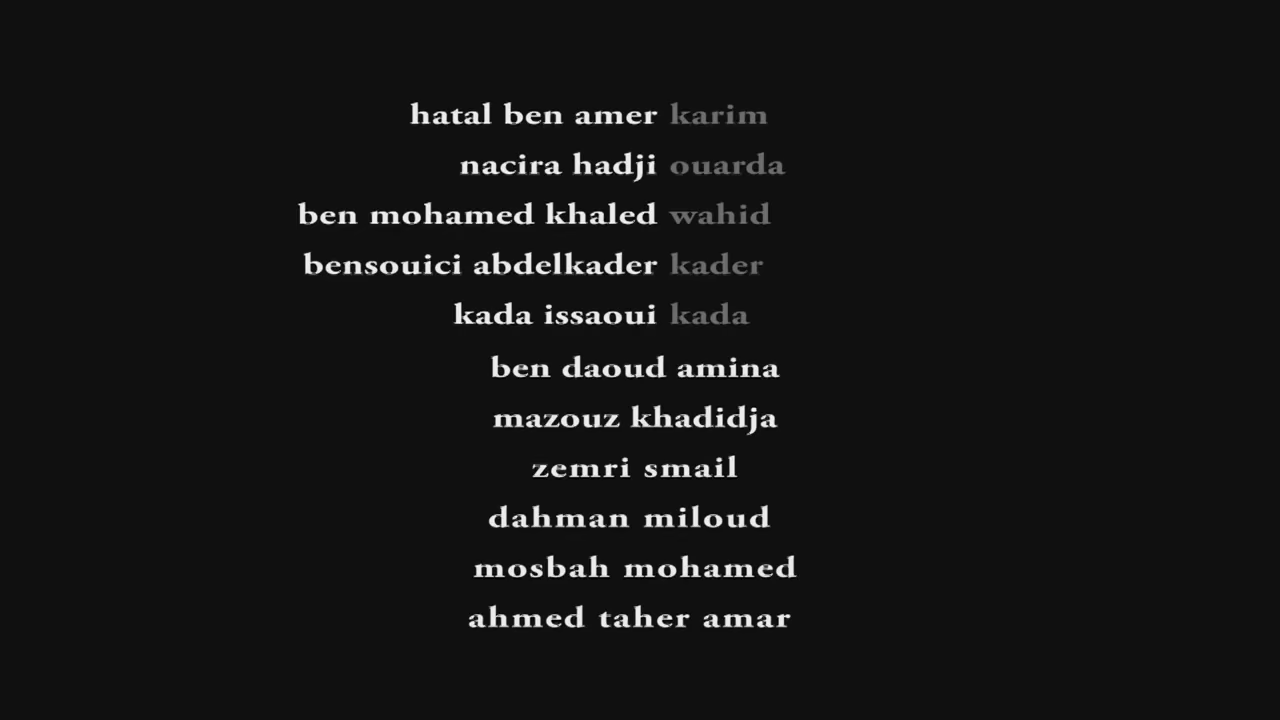 hatal ben amer karim
nacira hadji ouarda
ben mohamed khaled wahid
bensouici abdelkader kader
kada issaoui kada
ben daoud amina
mazouz khadidja
zemri smail
dahman miloud
mosbah mohamed
ahmed taher amar